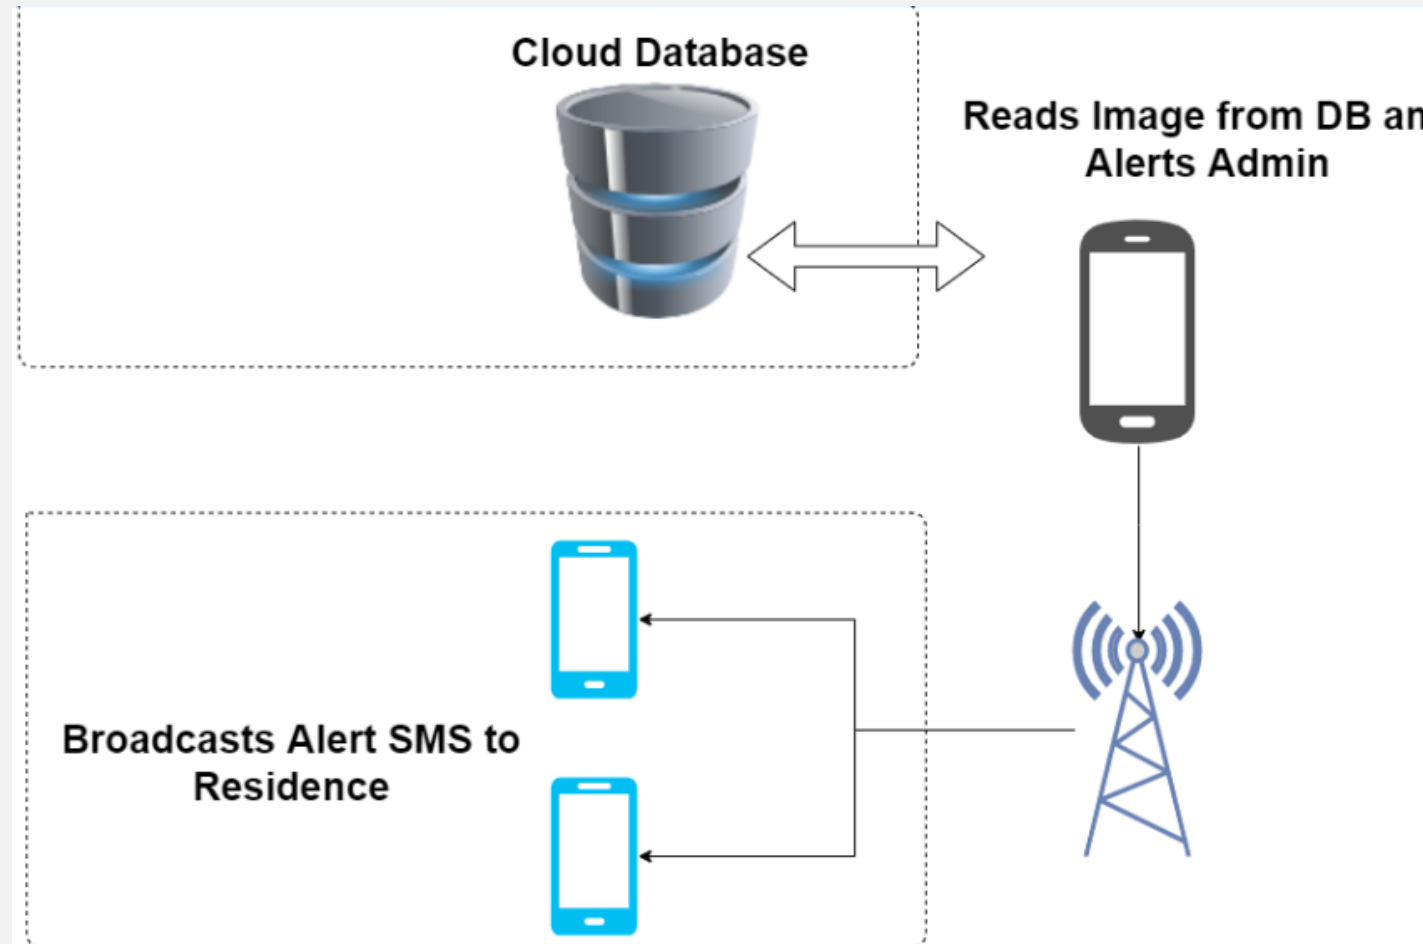 Cloud Database
Reads Image from DB an
Alerts Admin
Broadcasts Alert SMS to
Residence